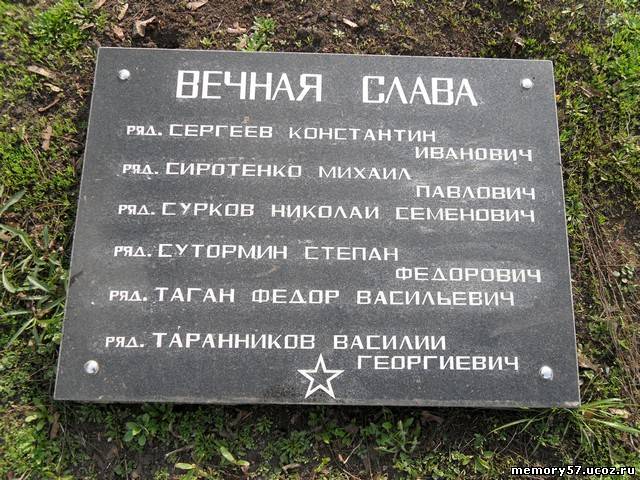 ВЕЧНАЯ СЛАВА
РЯД. СЕРГЕЕВ КОНСТАНТИН
ИВАНОВИЧ
РЯД. СИРОТЕНКО МИХАИЛ
ПАВЛОВИЧ
РЯД. СУРКОВ НИКОЛАИ СЕМЕНОВИЧ
РЯД. СУТОРМИН СТЕПАН
ФЕДОРОВИЧ
РЯД. ТАГАН ФЕДОР ВАСИЛЬЕВИЧ
РЯД. ТАРАННИКОВ ВАСИЛИИ
ГЕОРГИЕВИЧ
memory57.ucoz.ru